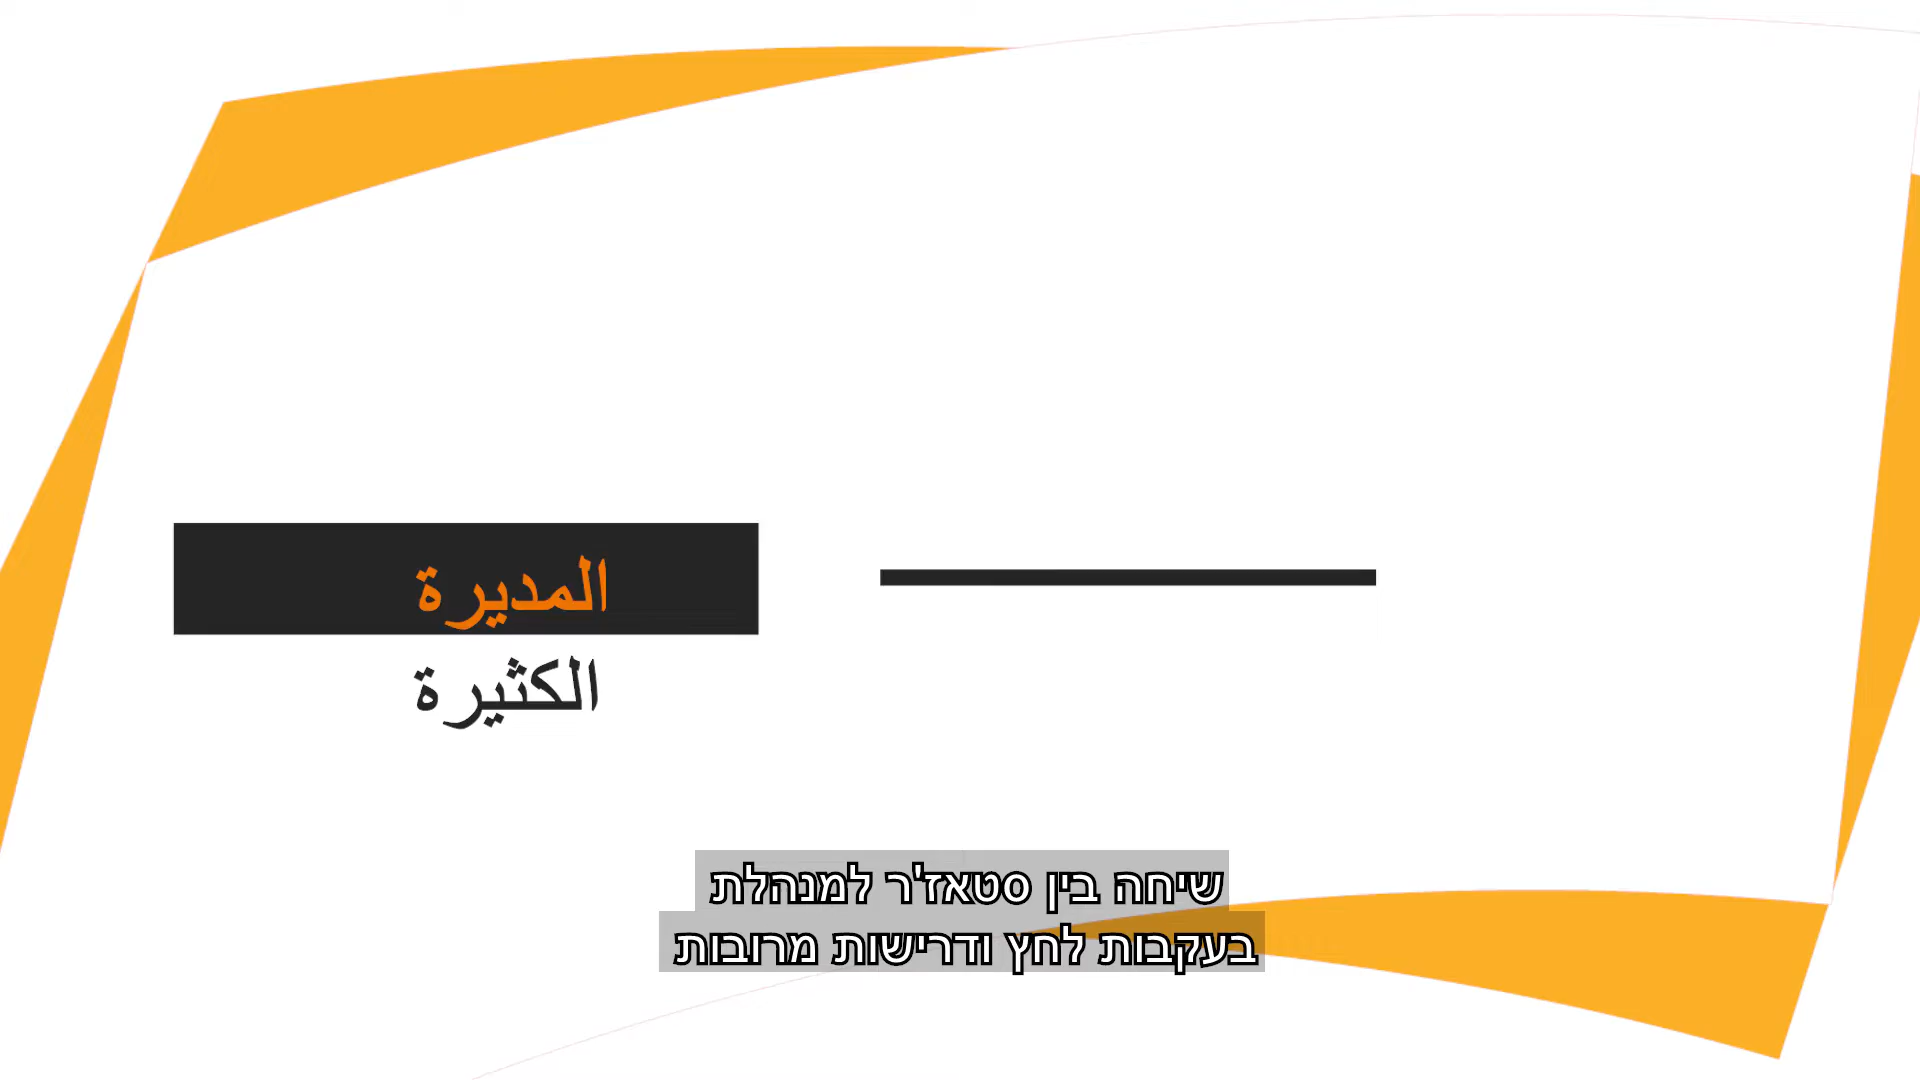 المديرة
الكثيرة
שיחה בין סטאז'ר למנהלת
בעקבות לחץ ודרישות מרובות